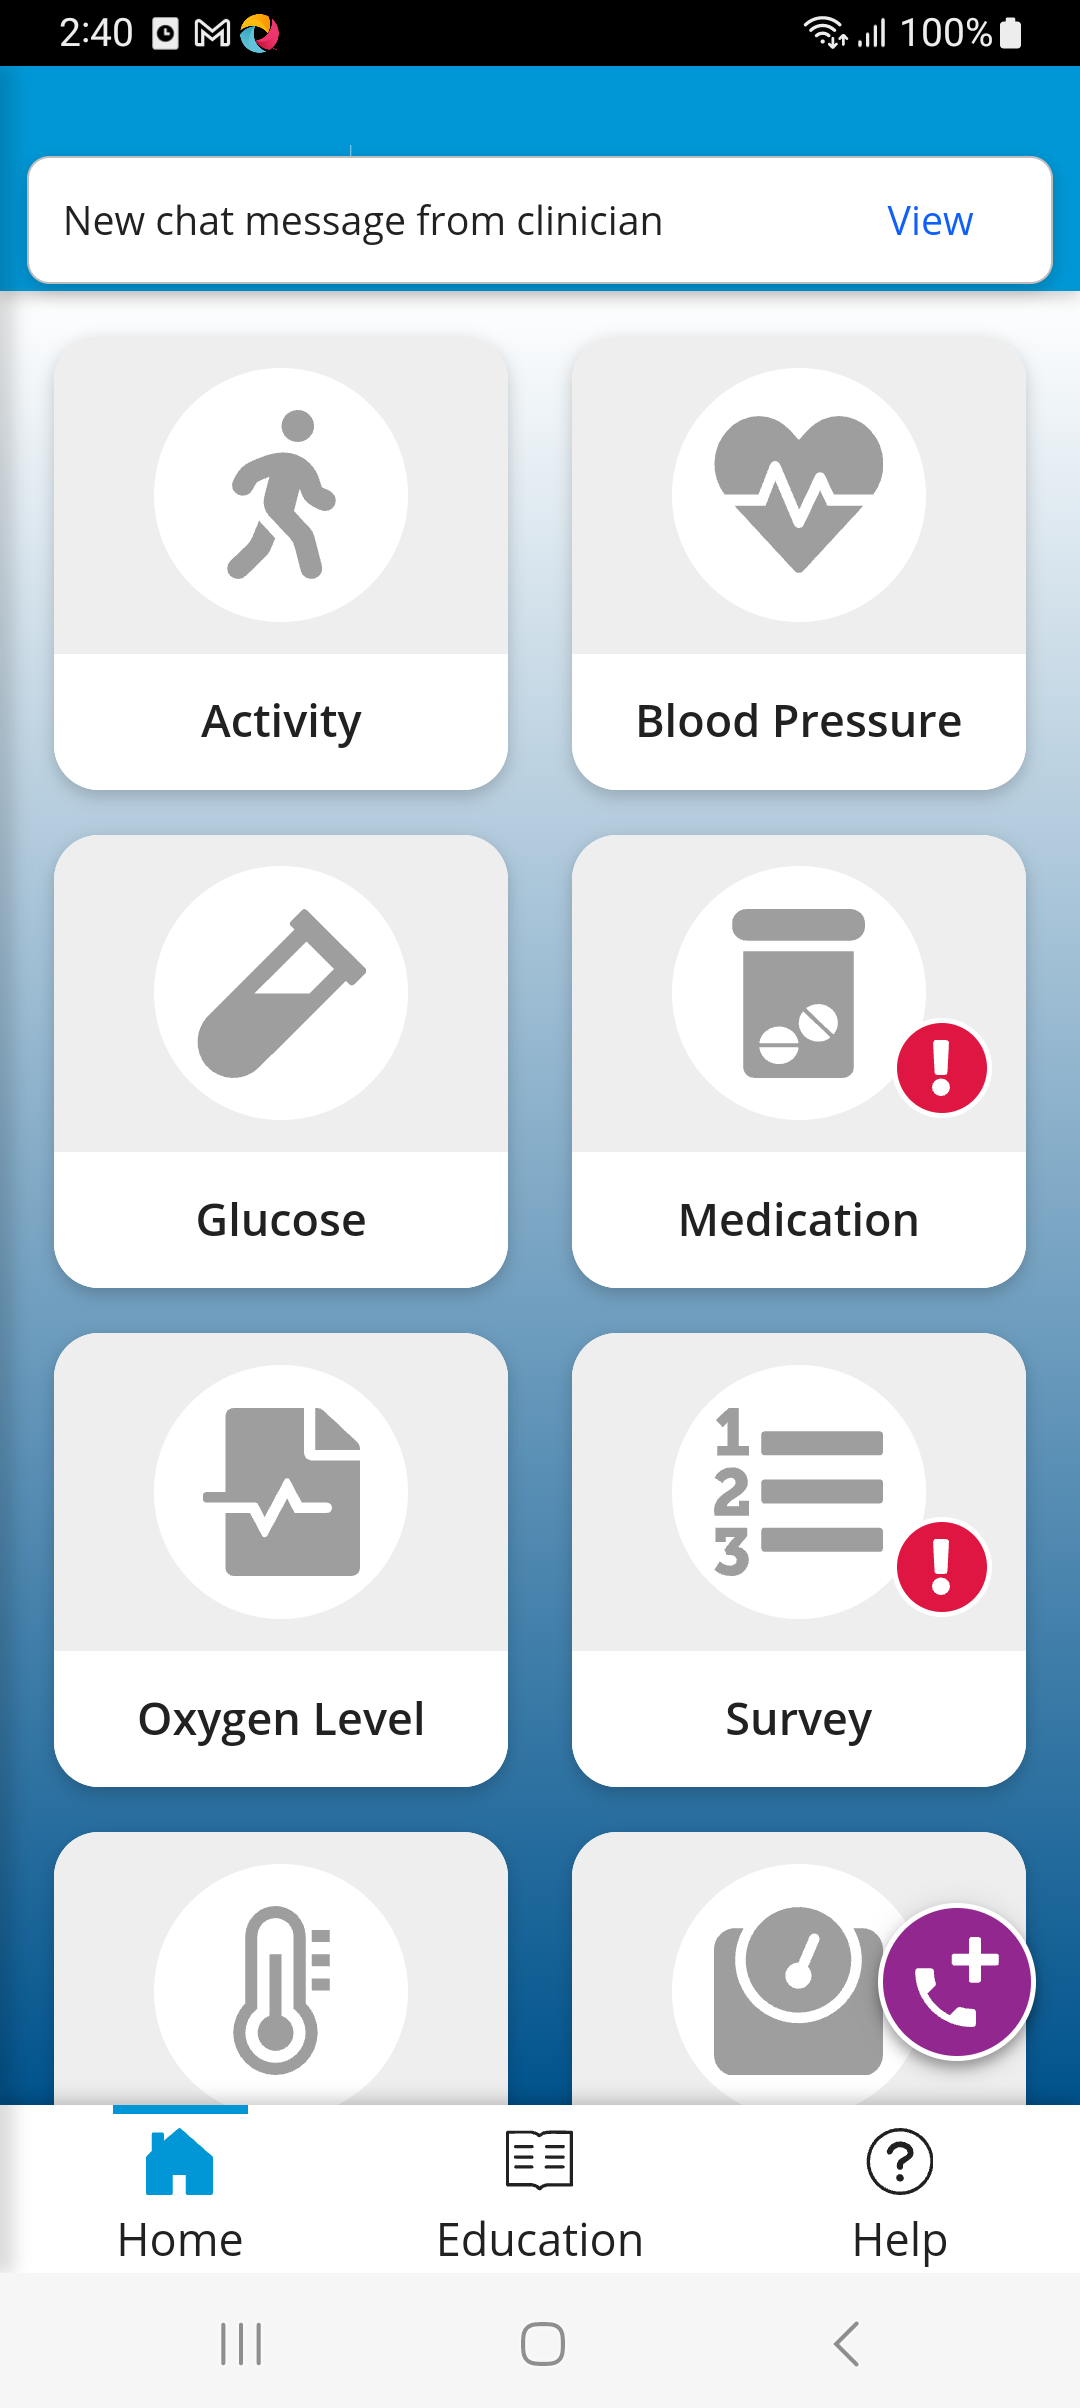 2:40 100%
New chat message from clinician View
Activity Blood Pressure
Glucose Medication
1
2
3
Oxygen Level Survey
Home Education Help